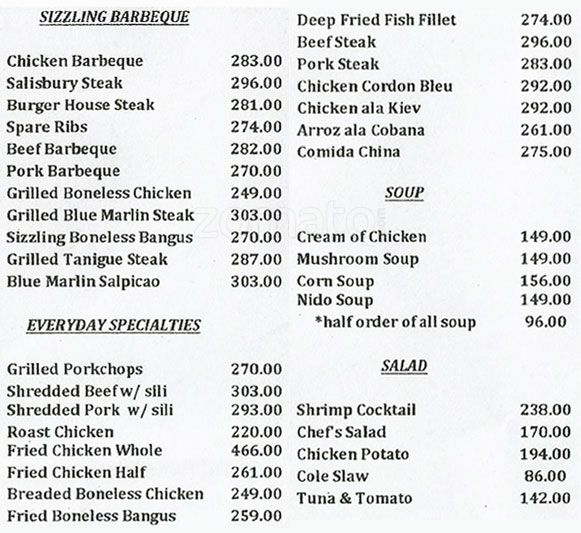 SIZZLING BARBEQUE
Chicken Barbeque 283.00
Salisbury Steak 296.00
Burger House Steak 281.00
Spare Ribs 274.00
Beef Barbeque 282.00
Pork Barbeque 270.00
Grilled Boneless Chicken 249.00
Grilled Blue Marlin Steak 303.00
Sizzling Boneless Bangus 270.00
Grilled Tanigue Steak 287.00
Blue Marlin Salpicao 303.00
EVERYDAY SPECIALTIES
Grilled Porkchops 270.00
Shredded Beef w/ sili 303.00
Shredded Pork w/ sili 293.00
Roast Chicken 220.00
Fried Chicken Whole 466.00
Fried Chicken Half 261.00
Breaded Boneless Chicken 249.00
Fried Boneless Bangus 259.00
Deep Fried Fish Fillet 274.00
Beef Steak 296.00
Pork Steak 283.00
Chicken Cordon Bleu 292.00
Chicken ala Kiev 292.00
Arroz ala Cobana 261.00
Comida China 275.00
SOUP
Cream of Chicken 149.00
Mushroom Soup 149.00
Corn Soup 156.00
Nido Soup 149.00
*half order of all soup 96.00
SALAD
Shrimp Cocktail 238.00
Chef's Salad 170.00
Chicken Potato 194.00
Cole Slaw 86.00
Tuna & Tomato 142.00
zomato.com